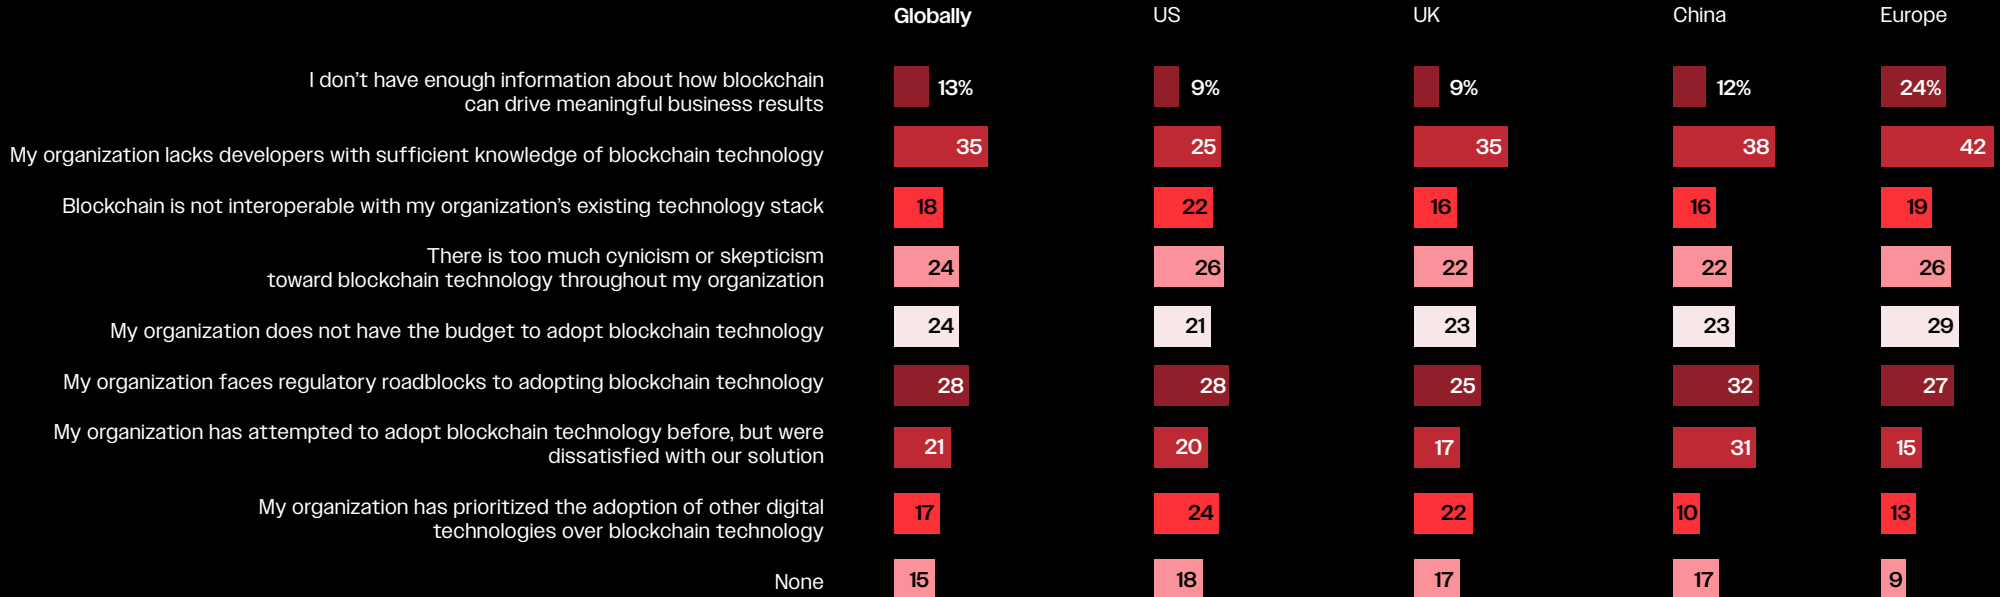 Globally US UK China Europe
I don’t have enough information about how blockchain
can drive meaningful business results
13% 9% 9% 12% 24%
My organization lacks developers with sufficient knowledge of blockchain technology 35 25 35 38 42
Blockchain is not interoperable with my organization’s existing technology stack 18 22 16 16 19
There is too much cynicism or skepticism
toward blockchain technology throughout my organization
24 26 22 22 26
My organization does not have the budget to adopt blockchain technology 24 21 23 23 29
My organization faces regulatory roadblocks to adopting blockchain technology 28 28 25 32 27
My organization has attempted to adopt blockchain technology before, but were
dissatisfied with our solution
21 20 17 31 15
My organization has prioritized the adoption of other digital
technologies over blockchain technology
17 24 22 10 13
None 15 18 17 17 9